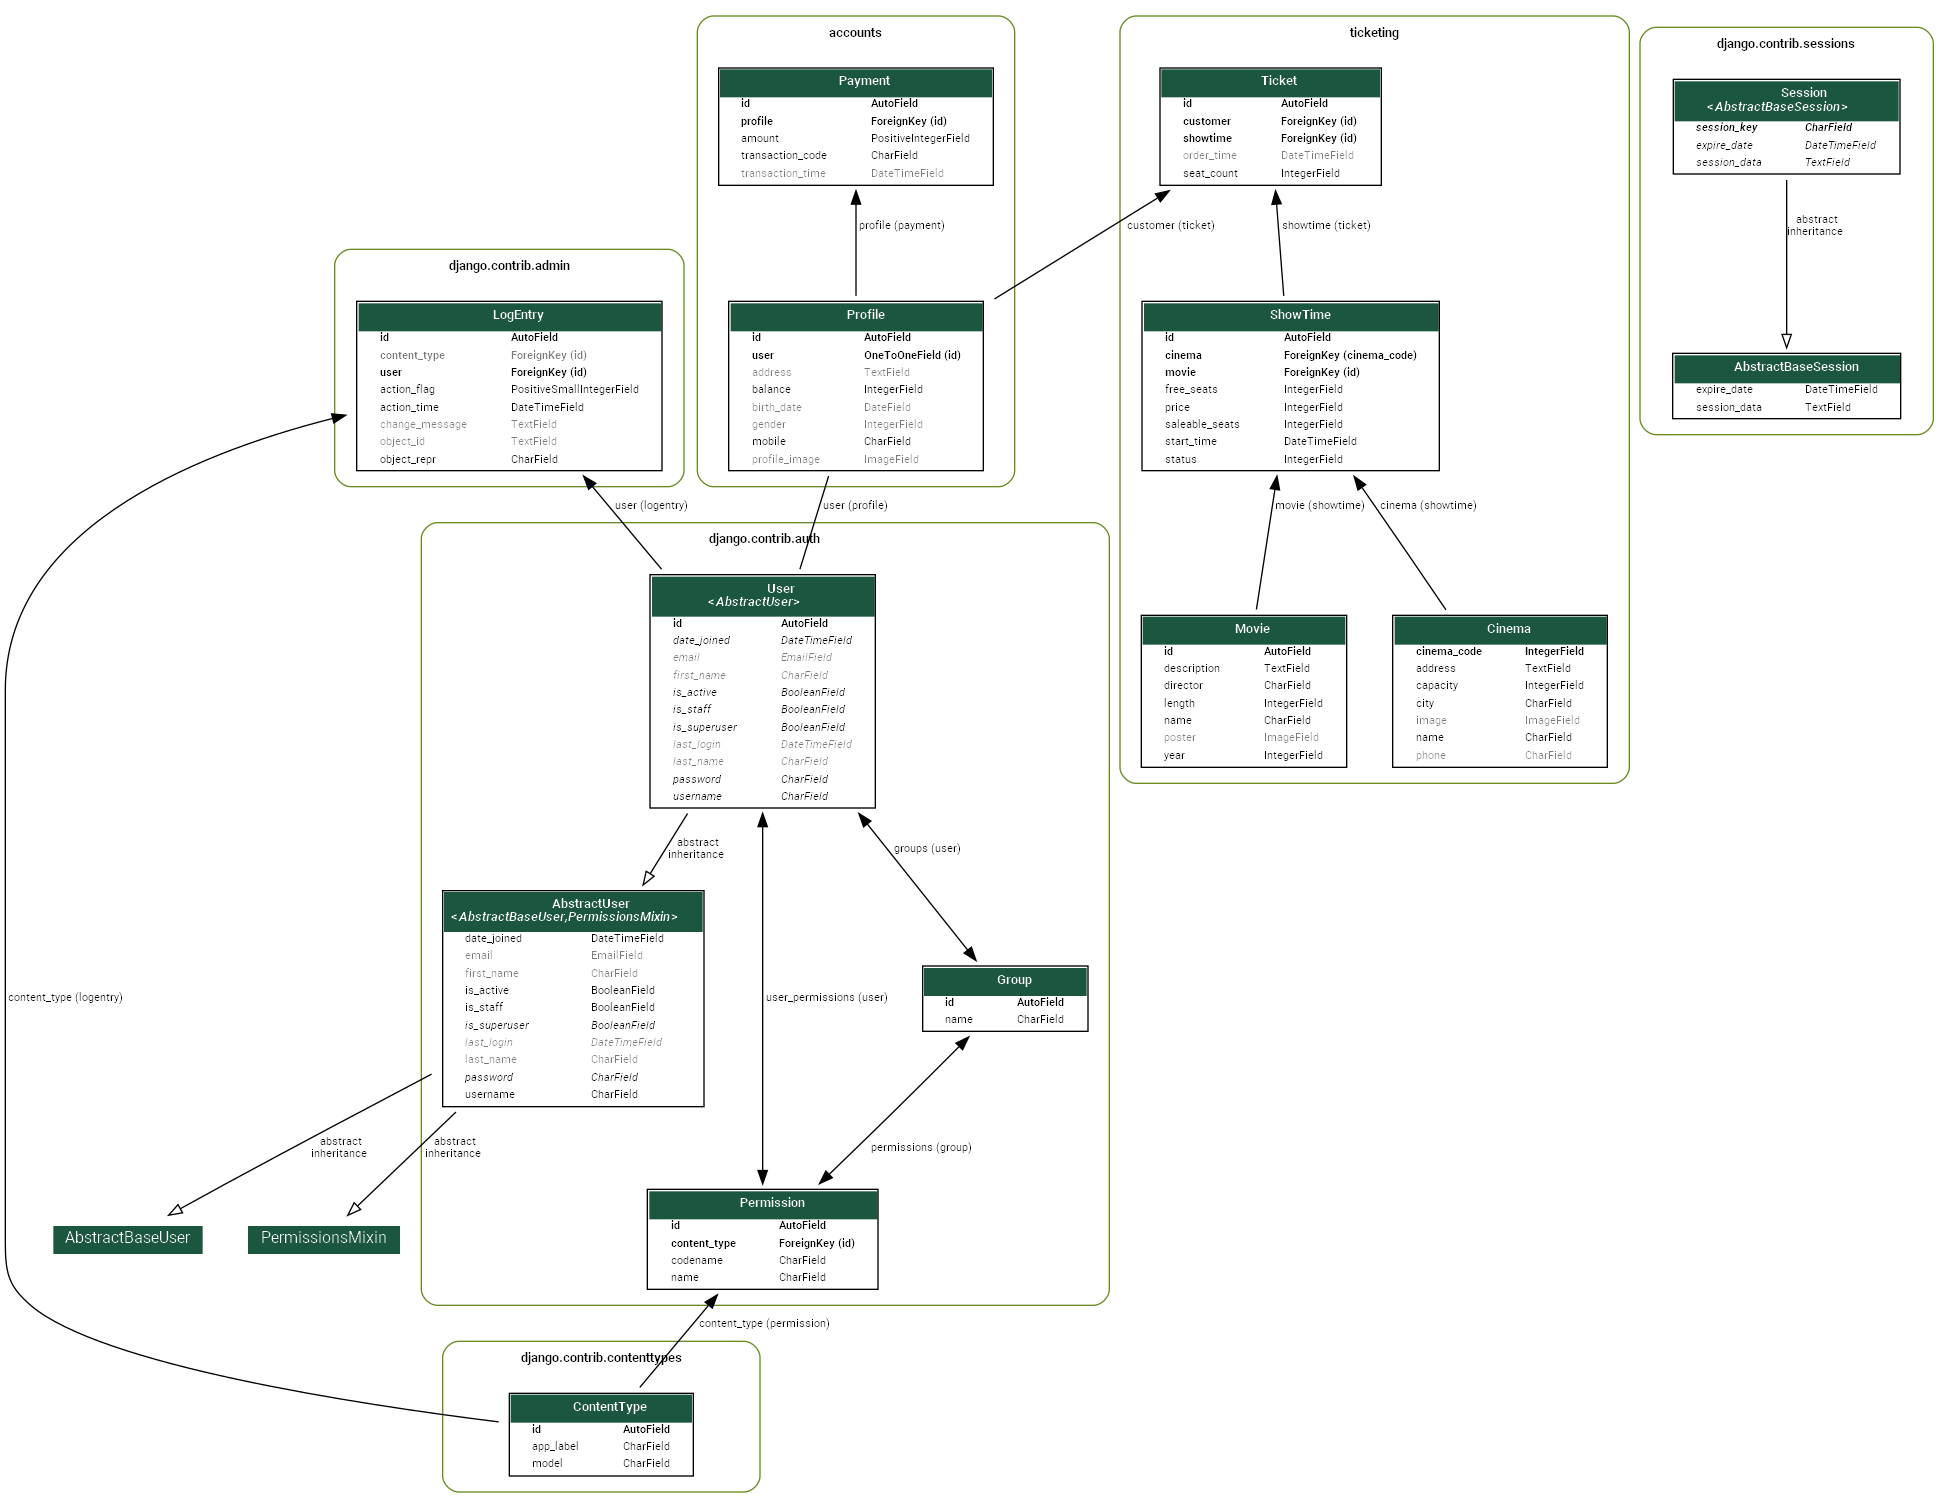 accounts
Payment
id AutoField
profile ForeignKey (id)
amount PositiveIntegerField
transaction_code CharField
transaction_time DateTimeField
profile (payment)
Profile
id AutoField
user OneToOneField (id)
address TextField
balance IntegerField
birth_date DateField
gender IntegerField
mobile CharField
profile_image ImageField
user (profile)
ticketing
Ticket
id AutoField
customer ForeignKey (id)
showtime ForeignKey (id)
order_time DateTimeField
seat_count IntegerField
customer (ticket)
showtime (ticket)
ShowTime
id AutoField
cinema ForeignKey (cinema_code)
movie ForeignKey (id)
free_seats IntegerField
price IntegerField
saleable_seats IntegerField
start_time DateTimeField
status IntegerField
movie (showtime)
cinema (showtime)
Movie
id AutoField
description TextField
director CharField
length IntegerField
name CharField
poster ImageField
year IntegerField
Cinema
cinema_code IntegerField
address TextField
capacity IntegerField
city CharField
image ImageField
name CharField
phone CharField
django.contrib.sessions
Session
<AbstractBaseSession>
session_key CharField
expire_date DateTimeField
session_data TextField
abstract
inheritance
AbstractBaseSession
expire_date DateTimeField
session_data TextField
django.contrib.admin
LogEntry
id AutoField
content_type ForeignKey (id)
user ForeignKey (id)
action_flag PositiveSmallIntegerField
action_time DateTimeField
change_message TextField
object_id TextField
object_repr CharField
user (logentry)
django.contrib.auth
User
<AbstractUser>
id AutoField
date_joined DateTimeField
email EmailField
first_name CharField
is_active BooleanField
is_staff BooleanField
is_superuser BooleanField
last_login DateTimeField
last_name CharField
password CharField
username CharField
abstract
inheritance
groups (user)
AbstractUser
<AbstractBaseUser,PermissionsMixin>
date_joined DateTimeField
email EmailField
first_name CharField
is_active BooleanField
is_staff BooleanField
is_superuser BooleanField
last_login DateTimeField
last_name CharField
password CharField
username CharField
content_type (logentry)
user_permissions (user)
Group
id AutoField
name CharField
abstract
inheritance
abstract
inheritance
permissions (group)
AbstractBaseUser
PermissionsMixin
Permission
id AutoField
content_type ForeignKey (id)
codename CharField
name CharField
content_type (permission)
django.contrib.contenttypes
ContentType
id AutoField
app_label CharField
model CharField